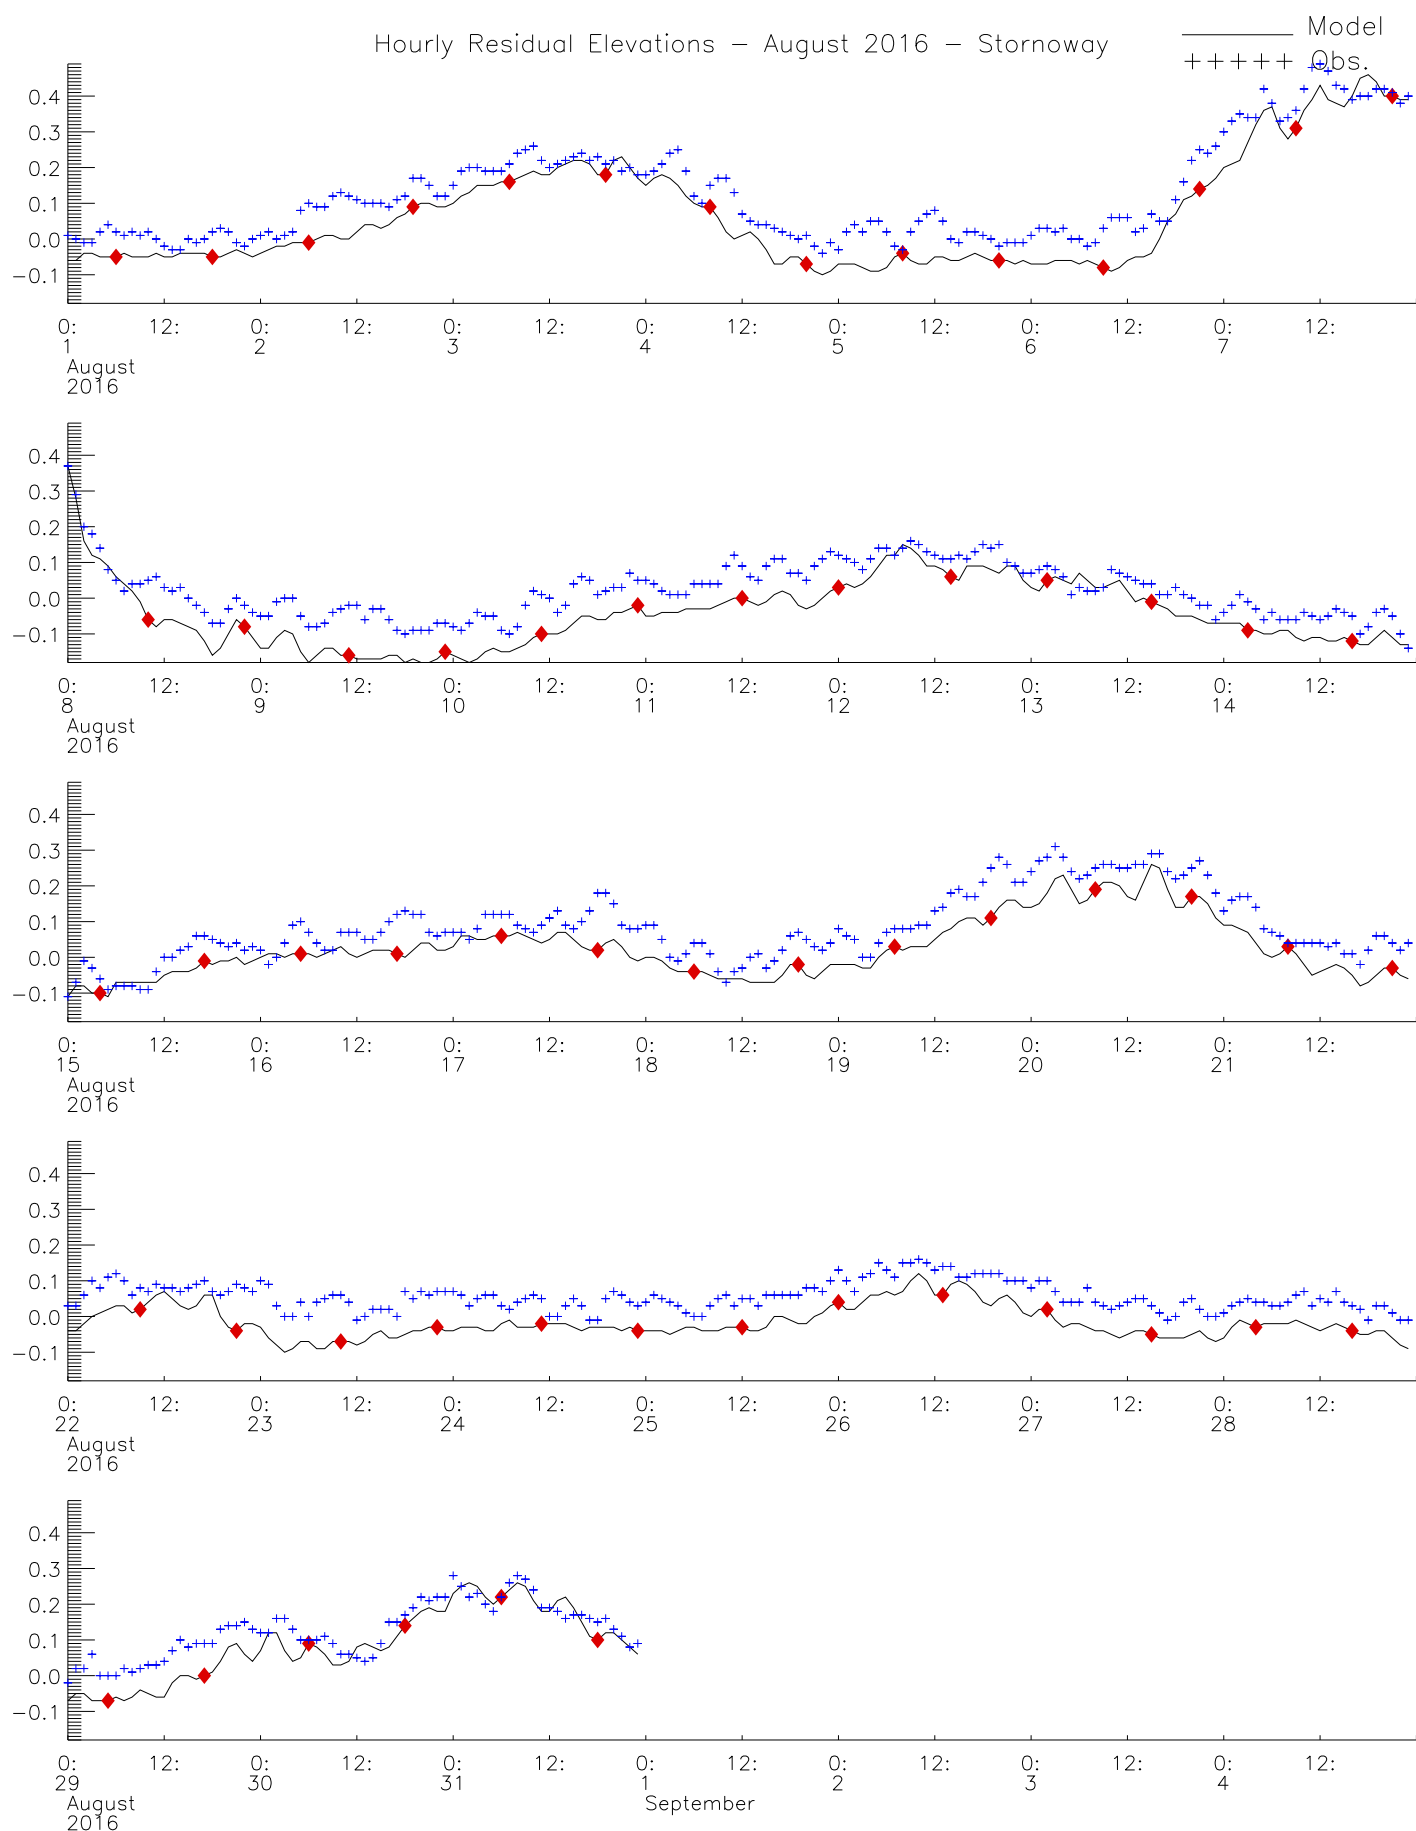 Hourly Residual Elevations – August 2016 – Stornoway
Model
+++++ Obs.
0.4
0.3
0.2
0.1
0.0
−0.1
0: 12: 0: 12: 0: 12: 0: 12: 0: 12: 0: 12: 0: 12:
1 2 3 4 5 6 7
August
2016
0.4
0.3
0.2
0.1
0.0
−0.1
0: 12: 0: 12: 0: 12: 0: 12: 0: 12: 0: 12: 0: 12:
8 9 10 11 12 13 14
August
2016
0.4
0.3
0.2
0.1
0.0
−0.1
0: 12: 0: 12: 0: 12: 0: 12: 0: 12: 0: 12: 0: 12:
15 16 17 18 19 20 21
August
2016
0.4
0.3
0.2
0.1
0.0
−0.1
0: 12: 0: 12: 0: 12: 0: 12: 0: 12: 0: 12: 0: 12:
22 23 24 25 26 27 28
August
2016
0.4
0.3
0.2
0.1
0.0
−0.1
0: 12: 0: 12: 0: 12: 0: 12: 0: 12: 0: 12: 0: 12:
29 30 31 1 2 3 4
August September
2016